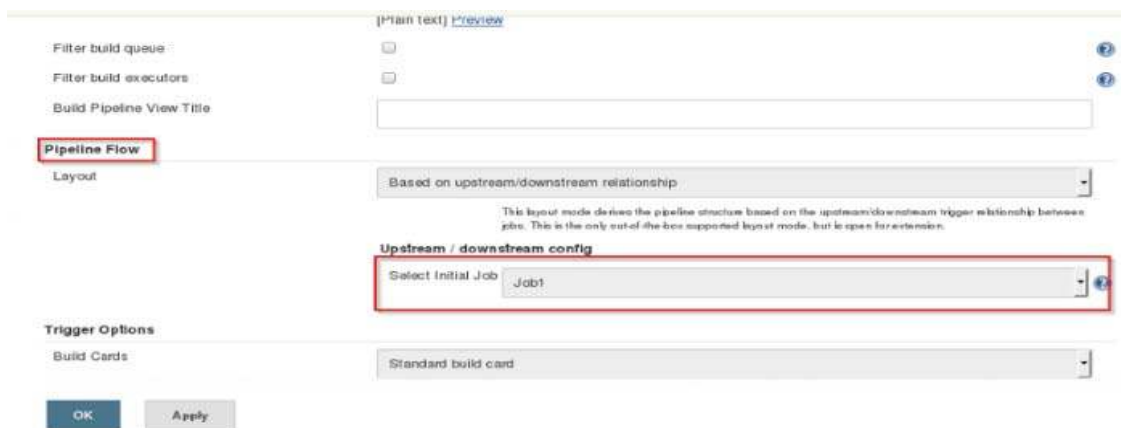 [Plain text] Preview
Filter build queue
Filter build executors
Build Pipeline View Title
Pipeline Flow
Layout
Based on upstream/downstream relationship
This layout mode derives the pipeline structure based on the upstream/downstream trigger relationship between
jobs. This is the only out-of-the-box supported layout mode, but is open for extension.
Upstream / downstream config
Select Initial Job
Job1
Trigger Options
Build Cards
Standard build card
OK
Apply